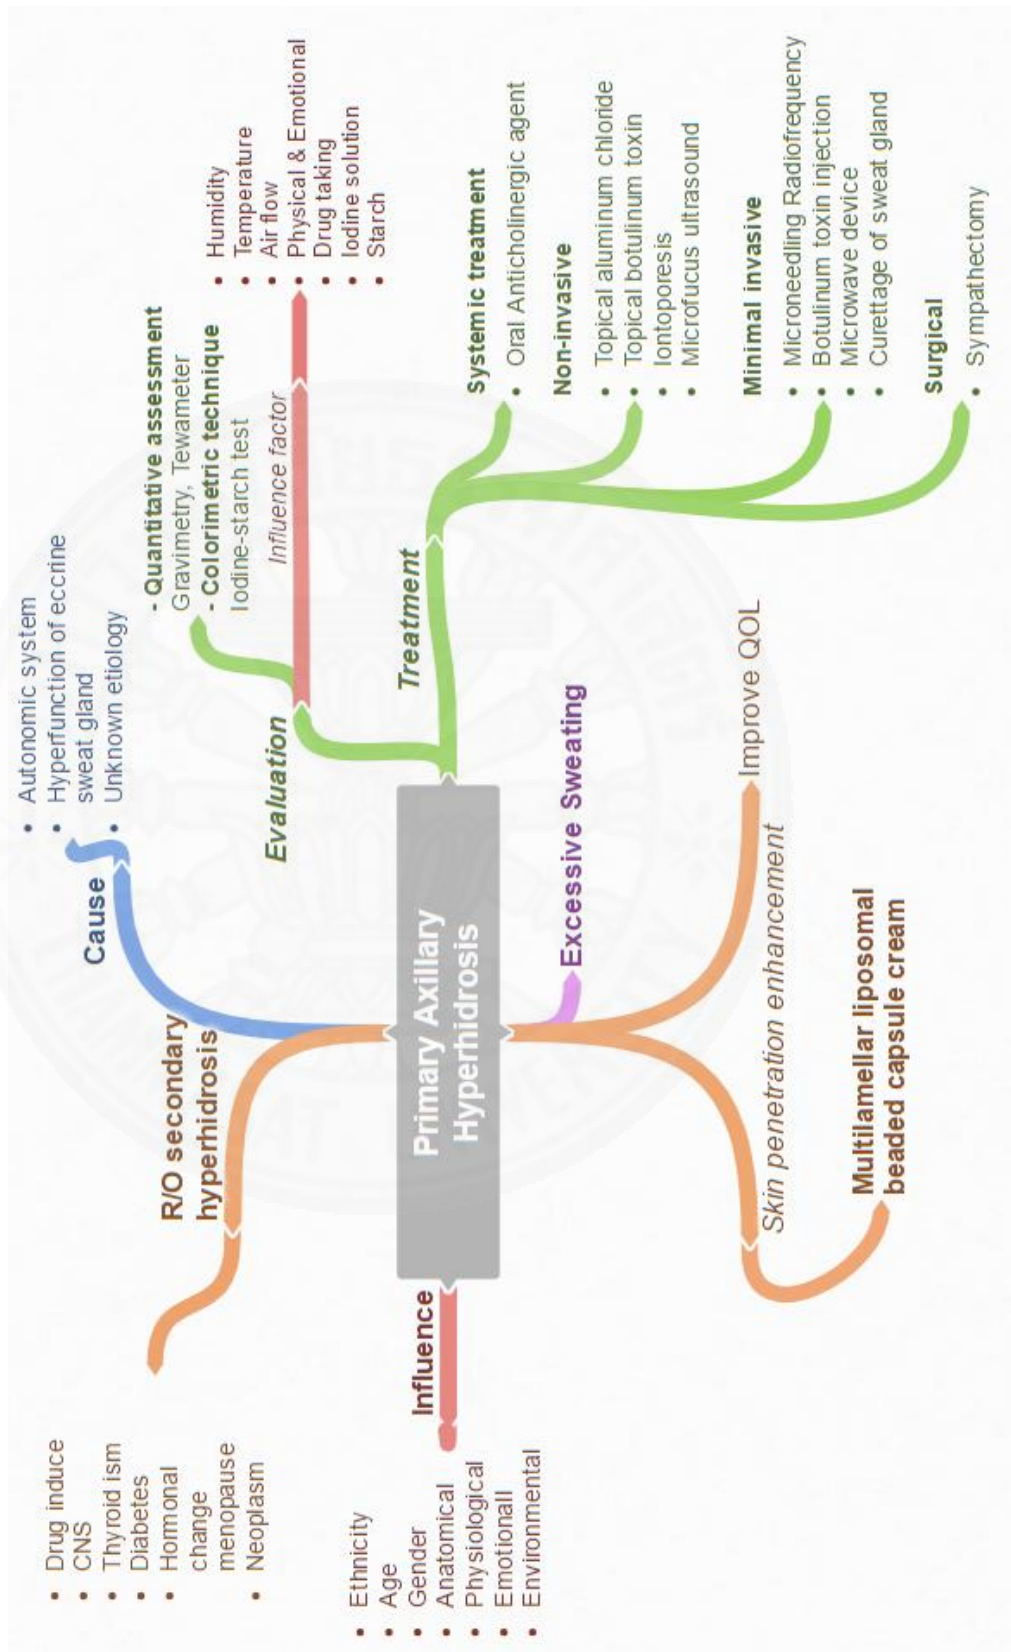 Drug induce
CNS
Thyroid ism
Diabetes
Hormonal
change
menopause
Neoplasm
R/O secondary
hyperhidrosis
Cause
Autonomic system
Hyperfunction of eccrine
sweat gland
Unknown etiology
Evaluation
- Quantitative assessment
Gravimetry, Tewameter
- Colorimetric technique
Iodine-starch test
Influence factor
Humidity
Temperature
Air flow
Physical & Emotional
Drug taking
Iodine solution
Starch
Influence
Ethnicity
Age
Gender
Anatomical
Physiological
Emotionall
Environmental
Primary Axillary
Hyperhidrosis
Treatment
Systemic treatment
Oral Anticholinergic agent
Non-invasive
Topical aluminum chloride
Topical botulinum toxin
Iontoporesis
Microfocus ultrasound
Minimal invasive
Microneedling Radiofrequency
Botulinum toxin injection
Microwave device
Curettage of sweat gland
Surgical
Sympathectomy
Excessive Sweating
Improve QOL
Skin penetration enhancement
Multilamellar liposomal
beaded capsule cream